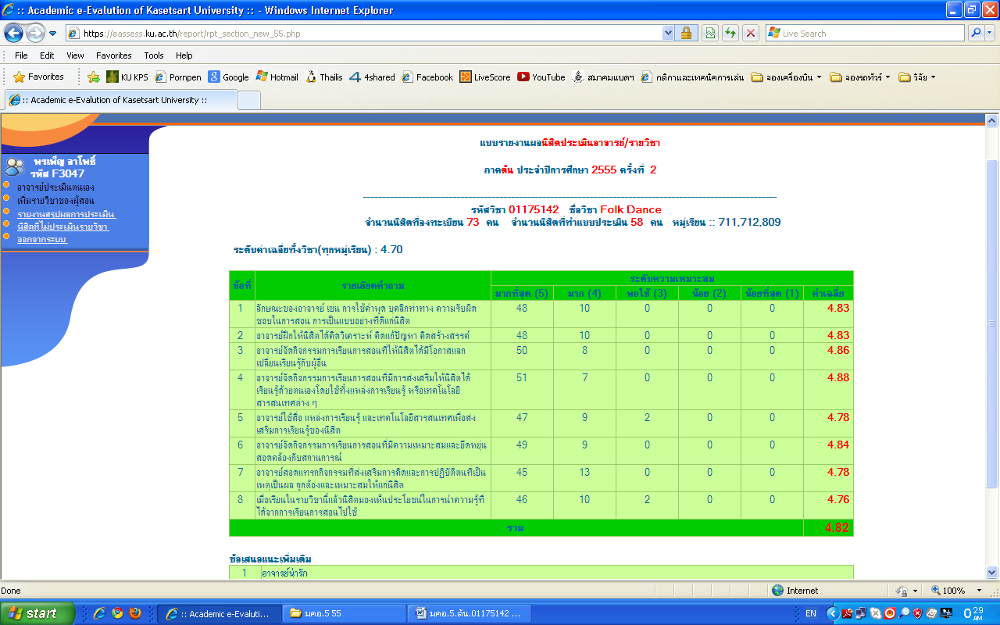 :: Academic e-Evalution of Kasetsart University :: - Windows Internet Explorer
https://eassess.ku.ac.th/report/rpt_section_new_55.php
Live Search
File Edit View Favorites Tools Help
Favorites KU KPS Pornpen Google Hotmail Thailis 4shared Facebook LiveScore YouTube สมาคมแบดฯ กติกาและเทคนิคการเล่น จองเครื่องบิน จองรถทัวร์ วิจัย
:: Academic e-Evalution of Kasetsart University ::
พรเพ็ญ ลาโพธิ์
รหัส F3047
อาจารย์ประเมินตนเอง
เพิ่มรายวิชาของผู้สอน
รายงานสรุปผลการประเมิน
นิสิตที่ไม่ประเมินรายวิชา
ออกจากระบบ
แบบรายงานผลนิสิตประเมินอาจารย์/รายวิชา
ภาคต้น ประจำปีการศึกษา 2555 ครั้งที่ 2
รหัสวิชา 01175142 ชื่อวิชา Folk Dance
จำนวนนิสิตที่ลงทะเบียน 73 คน จำนวนนิสิตที่ทำแบบประเมิน 58 คน หมู่เรียน :: 711,712,809
ระดับค่าเฉลี่ยทั้งวิชา(ทุกหมู่เรียน) : 4.70
ข้อที่ รายเอียดคำถาม ระดับความเหมาะสม
มากที่สุด (5) มาก (4) พอใช้ (3) น้อย (2) น้อยที่สุด (1) ค่าเฉลี่ย
1 ลักษณะของอาจารย์ เช่น การใช้คำพูด บุคลิกท่าทาง ความรับผิด 48 10 0 0 0 4.83
ชอบในการสอน การเป็นแบบอย่างที่ดีแก่นิสิต
2 อาจารย์ฝึกให้นิสิตได้คิดวิเคราะห์ คิดแก้ปัญหา คิดสร้างสรรค์ 48 10 0 0 0 4.83
3 อาจารย์จัดกิจกรรมการเรียนการสอนที่ให้นิสิตได้มีโอกาสแลก 50 8 0 0 0 4.86
เปลี่ยนเรียนรู้กับผู้อื่น
4 อาจารย์จัดกิจกรรมการเรียนการสอนที่มีการส่งเสริมให้นิสิตได้ 51 7 0 0 0 4.88
เรียนรู้ด้วยตนเองโดยใช้ทั้งแหล่งการเรียนรู้ หรือเทคโนโลยี
สารสนเทศต่าง ๆ
5 อาจารย์ใช้สื่อ แหล่งการเรียนรู้ และเทคโนโลยีสารสนเทศเพื่อส่ง 47 9 2 0 0 4.78
เสริมการเรียนรู้ของนิสิต
6 อาจารย์จัดกิจกรรมการเรียนการสอนที่มีความเหมาะสมและยืดหยุ่น 49 9 0 0 0 4.84
สอดคล้องกับสถานการณ์
7 อาจารย์สอดแทรกกิจกรรมที่ส่งเสริมการคิดและการปฏิบัติตนที่เป็น 45 13 0 0 0 4.78
เหตุเป็นผล ถูกต้องและเหมาะสมให้แก่นิสิต
8 เมื่อเรียนในรายวิชานี้แล้วนิสิตมองเห็นประโยชน์ในการนำความรู้ที่ 46 10 2 0 0 4.76
ได้จากการเรียนการสอนไปใช้
รวม 4.82
ข้อเสนอแนะเพิ่มเติม
1 อาจารย์น่ารัก
Done Internet 100%
start :: Academic e-Evaluti... มคอ.5 55 มคอ.5.ต้น.01175142 ... EN 0:29 AM